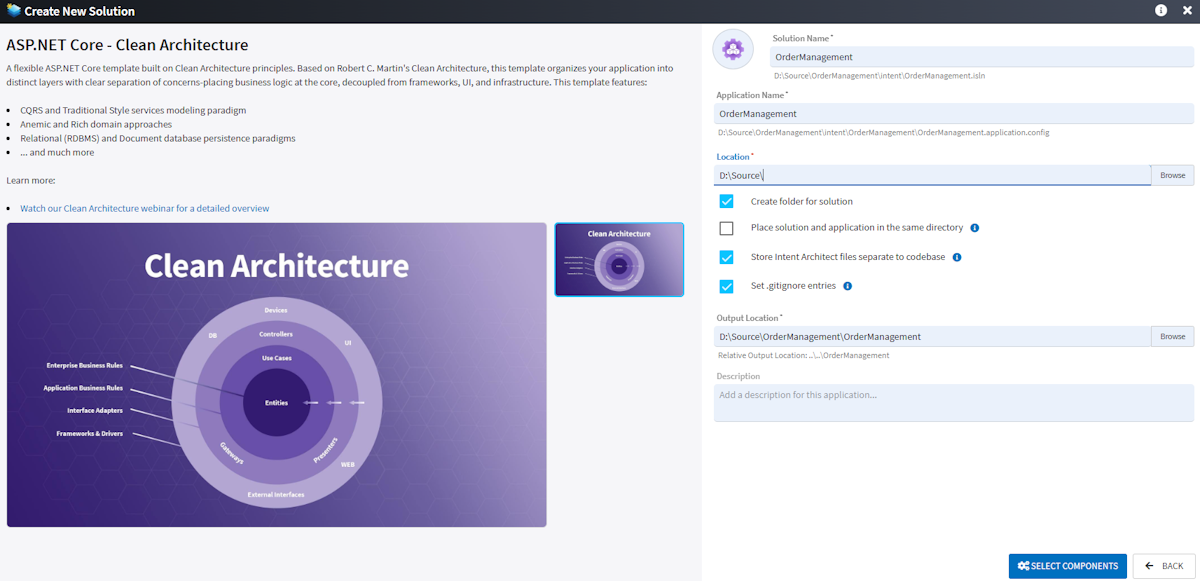 Create New Solution
ASP.NET Core - Clean Architecture
A flexible ASP.NET Core template built on Clean Architecture principles. Based on Robert C. Martin's Clean Architecture, this template organizes your application into
distinct layers with clear separation of concerns-placing business logic at the core, decoupled from frameworks, UI, and infrastructure. This template features:
CQRS and Traditional Style services modeling paradigm
Anemic and Rich domain approaches
Relational (RDBMS) and Document database persistence paradigms
... and much more
Learn more:
Watch our Clean Architecture webinar for a detailed overview
Clean Architecture
Devices
DB
Controllers
UI
Use Cases
Enterprise Business Rules
Application Business Rules
Entities
Interface Adapters
Frameworks & Drivers
Gateways
Presenters
WEB
External Interfaces
Clean Architecture
Solution Name*
OrderManagement
D:\Source\OrderManagement\intent\OrderManagement.isln
Application Name*
OrderManagement
D:\Source\OrderManagement\intent\OrderManagement\OrderManagement.application.config
Location*
D:\Source\
Browse
Create folder for solution
Place solution and application in the same directory
Store Intent Architect files separate to codebase
Set .gitignore entries
Output Location*
D:\Source\OrderManagement\OrderManagement
Browse
Relative Output Location: ..\..\OrderManagement
Description
Add a description for this application...
SELECT COMPONENTS
BACK